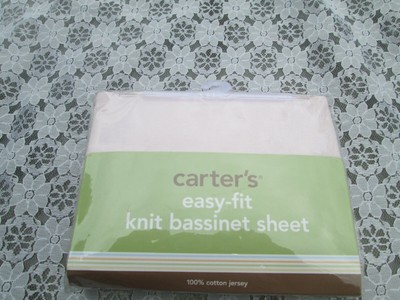 carter's®
easy-fit
knit bassinet sheet
100% cotton jersey